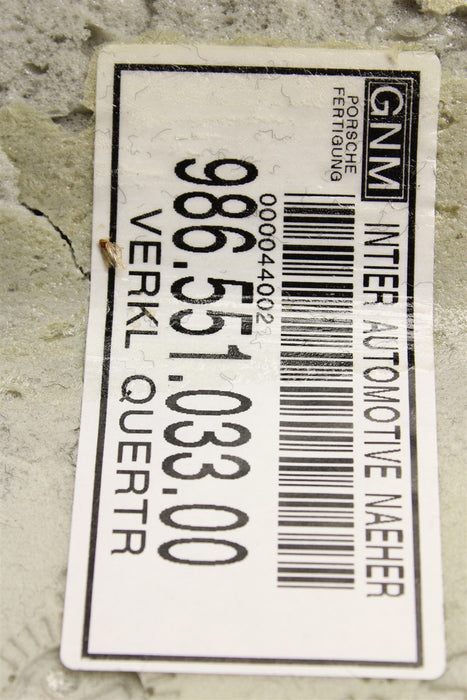 GNM INTIER AUTOMOTIVE NAEHER
PORSCHE
FERTIGUNG
000044002
986.551.033.00
VERKL QUERTR